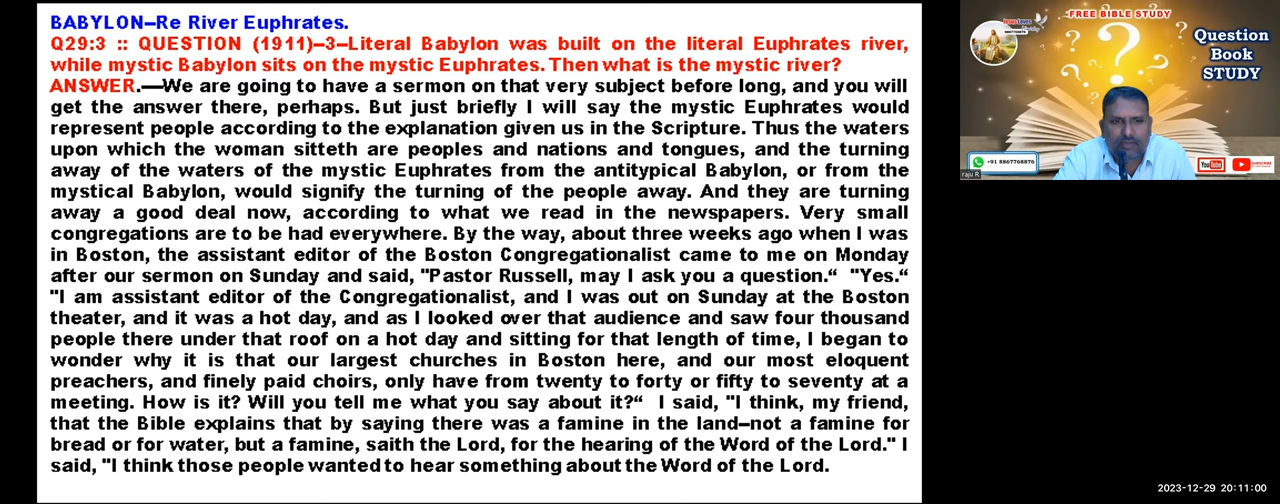 BABYLON–Re River Euphrates.
Q29:3 :: QUESTION (1911)–3–Literal Babylon was built on the literal Euphrates river,
while mystic Babylon sits on the mystic Euphrates. Then what is the mystic river?
ANSWER.—We are going to have a sermon on that very subject before long, and you will
get the answer there, perhaps. But just briefly I will say the mystic Euphrates would
represent people according to the explanation given us in the Scripture. Thus the waters
upon which the woman sitteth are peoples and nations and tongues, and the turning
away of the waters of the mystic Euphrates from the antitypical Babylon, or from the
mystical Babylon, would signify the turning of the people away. And they are turning
away a good deal now, according to what we read in the newspapers. Very small
congregations are to be had everywhere. By the way, about three weeks ago when I was
in Boston, the assistant editor of the Boston Congregationalist came to me on Monday
after our sermon on Sunday and said, "Pastor Russell, may I ask you a question.“ "Yes.“
"I am assistant editor of the Congregationalist, and I was out on Sunday at the Boston
theater, and it was a hot day, and as I looked over that audience and saw four thousand
people there under that roof on a hot day and sitting for that length of time, I began to
wonder why it is that our largest churches in Boston here, and our most eloquent
preachers, and finely paid choirs, only have from twenty to forty or fifty to seventy at a
meeting. How is it? Will you tell me what you say about it?“ I said, "I think, my friend,
that the Bible explains that by saying there was a famine in the land–not a famine for
bread or for water, but a famine, saith the Lord, for the hearing of the Word of the Lord." I
said, "I think those people wanted to hear something about the Word of the Lord.
FREE BIBLE STUDY
Question
Book
STUDY
+91 8867768876
YouTube
raju R
2023-12-29 20:11:00